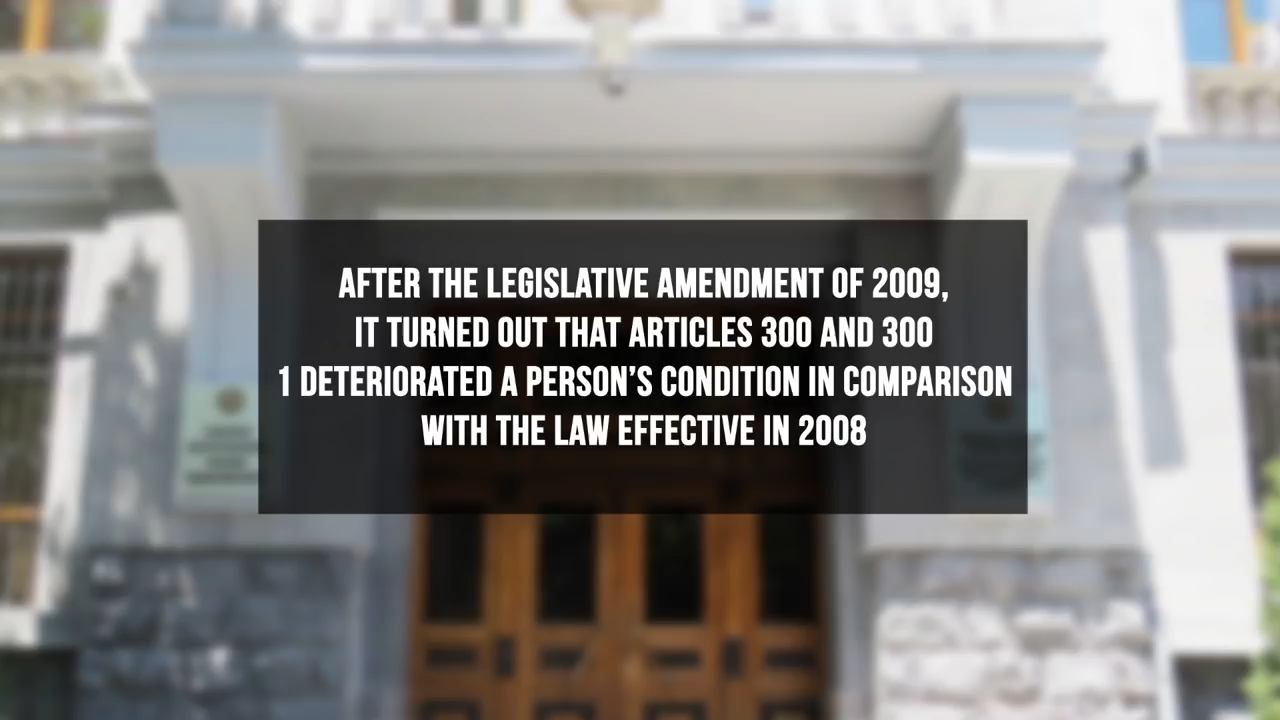 AFTER THE LEGISLATIVE AMENDMENT OF 2009,
IT TURNED OUT THAT ARTICLES 300 AND 300
1 DETERIORATED A PERSON'S CONDITION IN COMPARISON
WITH THE LAW EFFECTIVE IN 2008